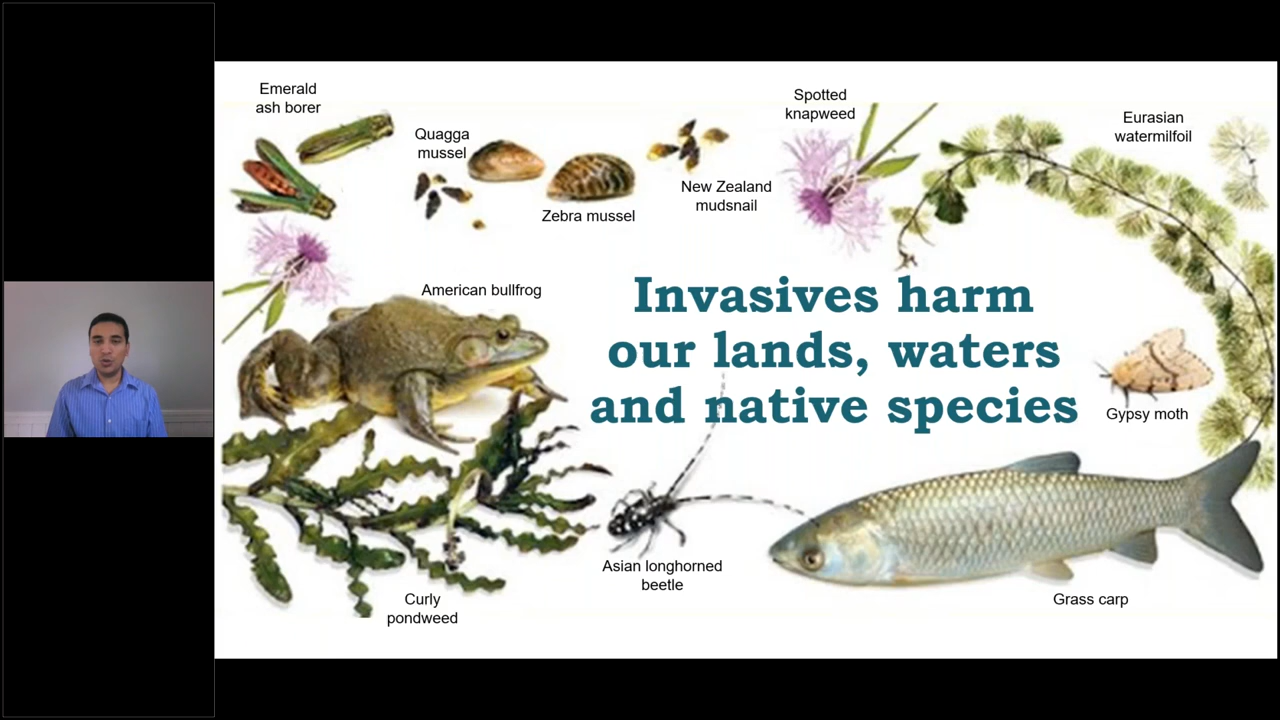 Emerald
ash borer
Quagga
mussel
Zebra mussel
New Zealand
mudsnail
Spotted
knapweed
Eurasian
watermilfoil
American bullfrog
Invasives harm
our lands, waters
and native species
Gypsy moth
Asian longhorned
beetle
Curly
pondweed
Grass carp